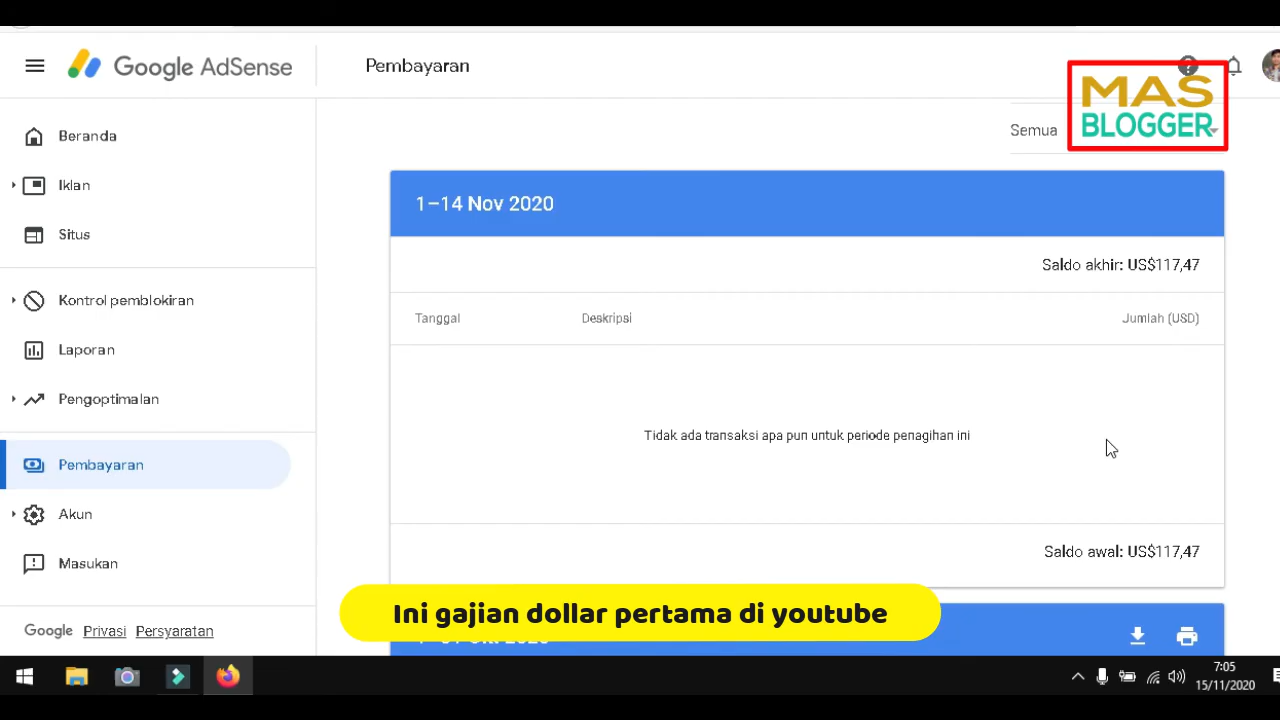 Google AdSense
Pembayaran
MAS
BLOGGER
Semua
Beranda
Iklan
Situs
Kontrol pemblokiran
Laporan
Pengoptimalan
Pembayaran
Akun
Masukan
Google Privasi Persyaratan
1–14 Nov 2020
Saldo akhir: US$117,47
Tanggal Deskripsi Jumlah (USD)
Tidak ada transaksi apa pun untuk periode penagihan ini
Saldo awal: US$117,47
Ini gajian dollar pertama di youtube
7:05
15/11/2020